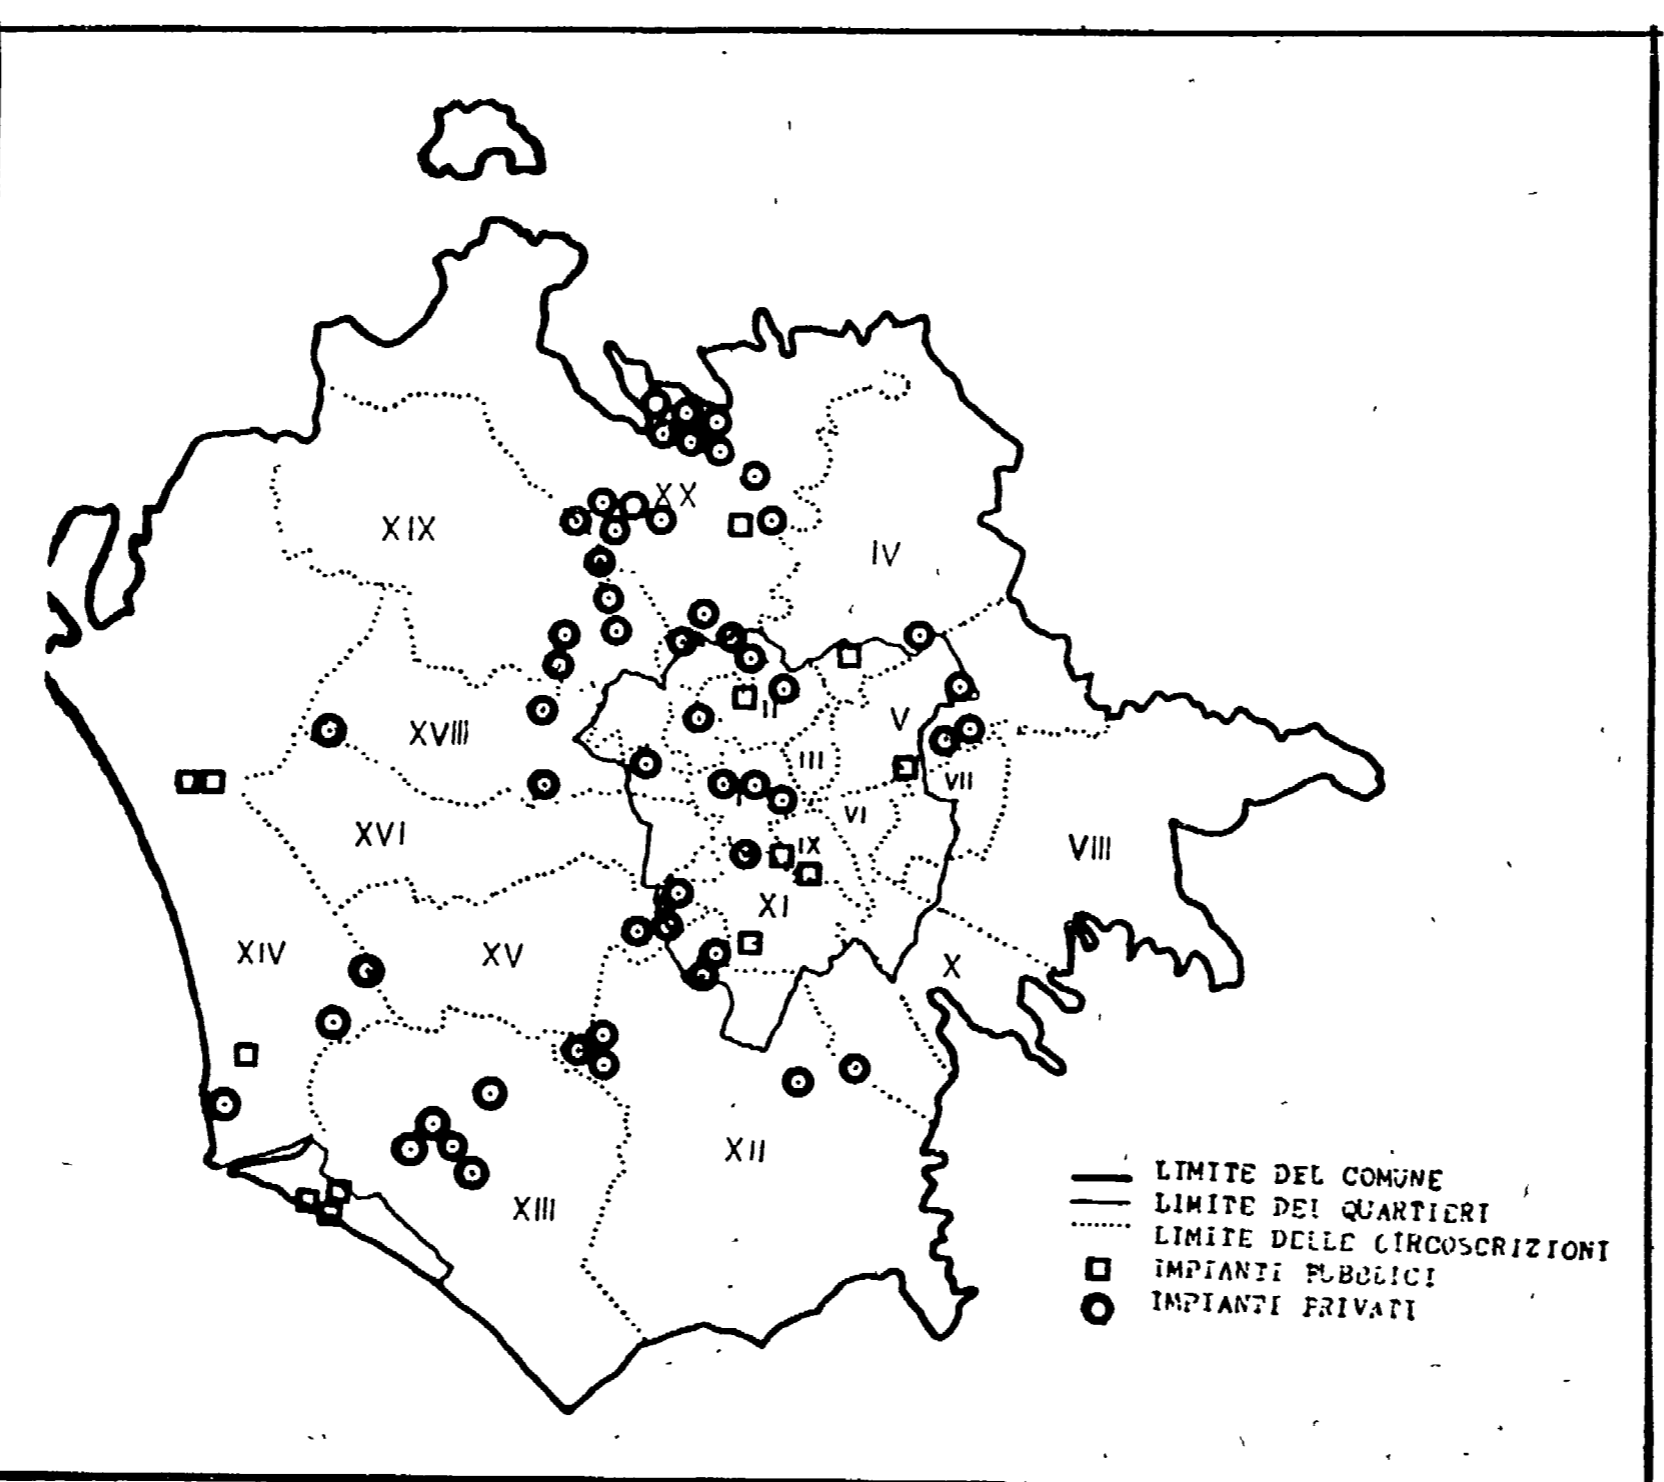 XX
XIX
IV
II
V
XVIII
III
VII
VI
XVI
IX
VIII
XI
XIV
XV
X
XII
XIII
LIMITE DEL COMUNE
LIMITE DEI QUARTIERI
LIMITE DELLE CIRCOSCRIZIONI
IMPIANTI PUBBLICI
IMPIANTI PRIVATI